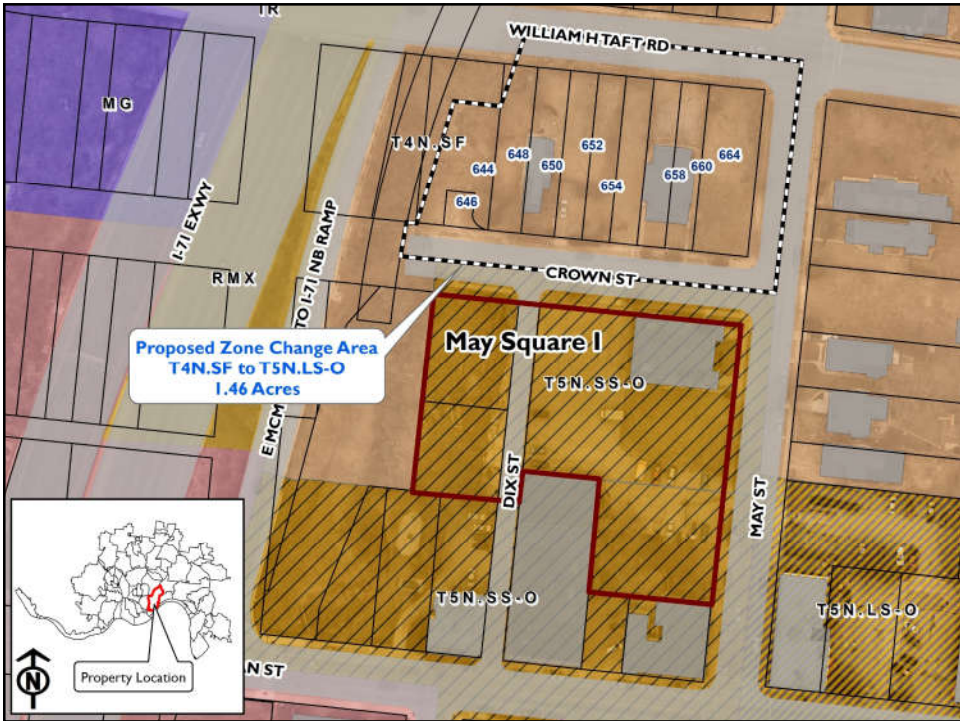 IR
WILLIAM H TAFT RD
MG
T4N.SF
648
652
664
644
650
660
658
654
646
I-71 EXWY
TO I-71 NB RAMP
RMX
CROWN ST
Proposed Zone Change Area
T4N.SF to T5N.LS-O
1.46 Acres
May Square I
T5N.SS-O
E MCM
DIX ST
MAY ST
T5N.SS-O
T5N.LS-O
Property Location
N
ST